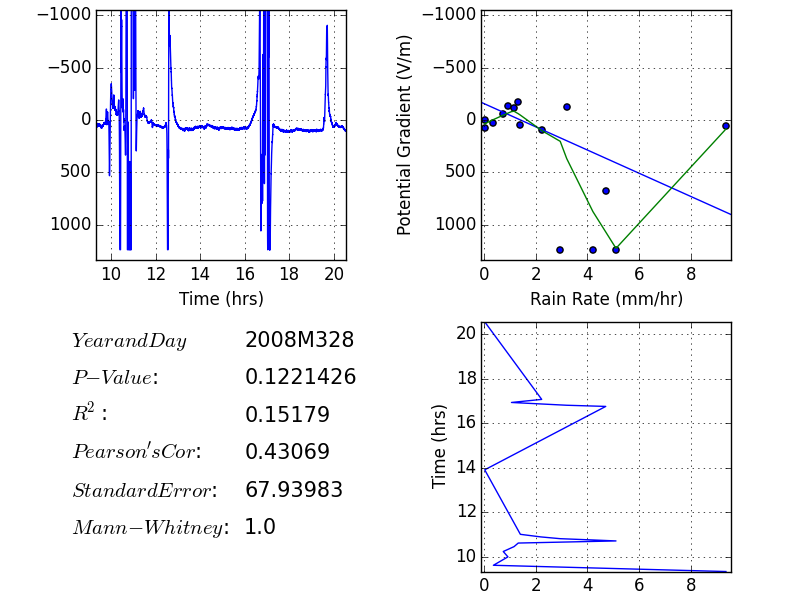 −1000
−500
0
500
1000
10 12 14 16 18 20
Time (hrs)
Potential Gradient (V/m)
−1000
−500
0
500
1000
0 2 4 6 8
Rain Rate (mm/hr)
YearandDay 2008M328
P−Value: 0.1221426
R² : 0.15179
Pearson'sCor: 0.43069
StandardError: 67.93983
Mann−Whitney: 1.0
Time (hrs)
20
18
16
14
12
10
0 2 4 6 8